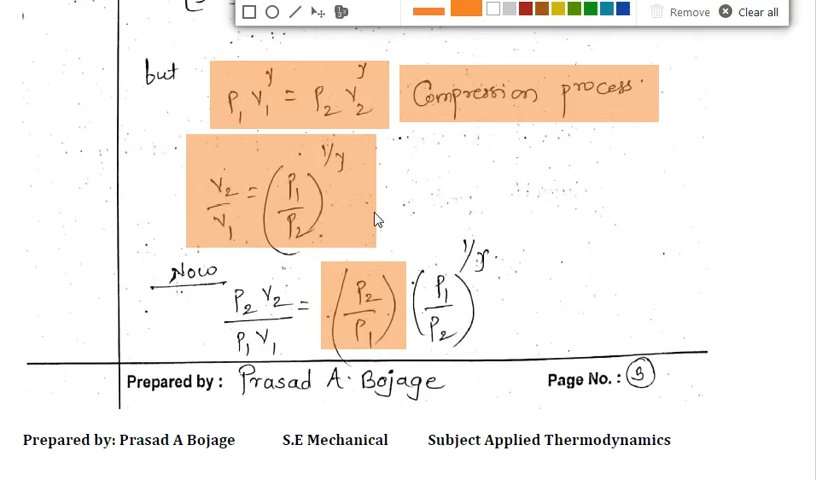 Remove Clear all
but P₁ V₁^γ = P₂ V₂^γ Compression process
V₂/V₁ = (P₁/P₂)^1/γ
Now
P₂ V₂ / P₁ V₁ = (P₂/P₁) (P₁/P₂)^1/γ
Prepared by : Prasad A. Bojage Page No. : 3
Prepared by: Prasad A Bojage S.E Mechanical Subject Applied Thermodynamics